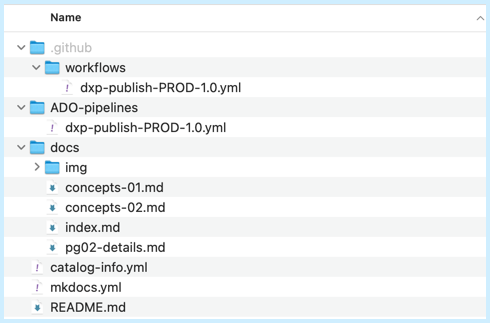 Name
.github
workflows
dxp-publish-PROD-1.0.yml
ADO-pipelines
dxp-publish-PROD-1.0.yml
docs
img
concepts-01.md
concepts-02.md
index.md
pg02-details.md
catalog-info.yml
mkdocs.yml
README.md